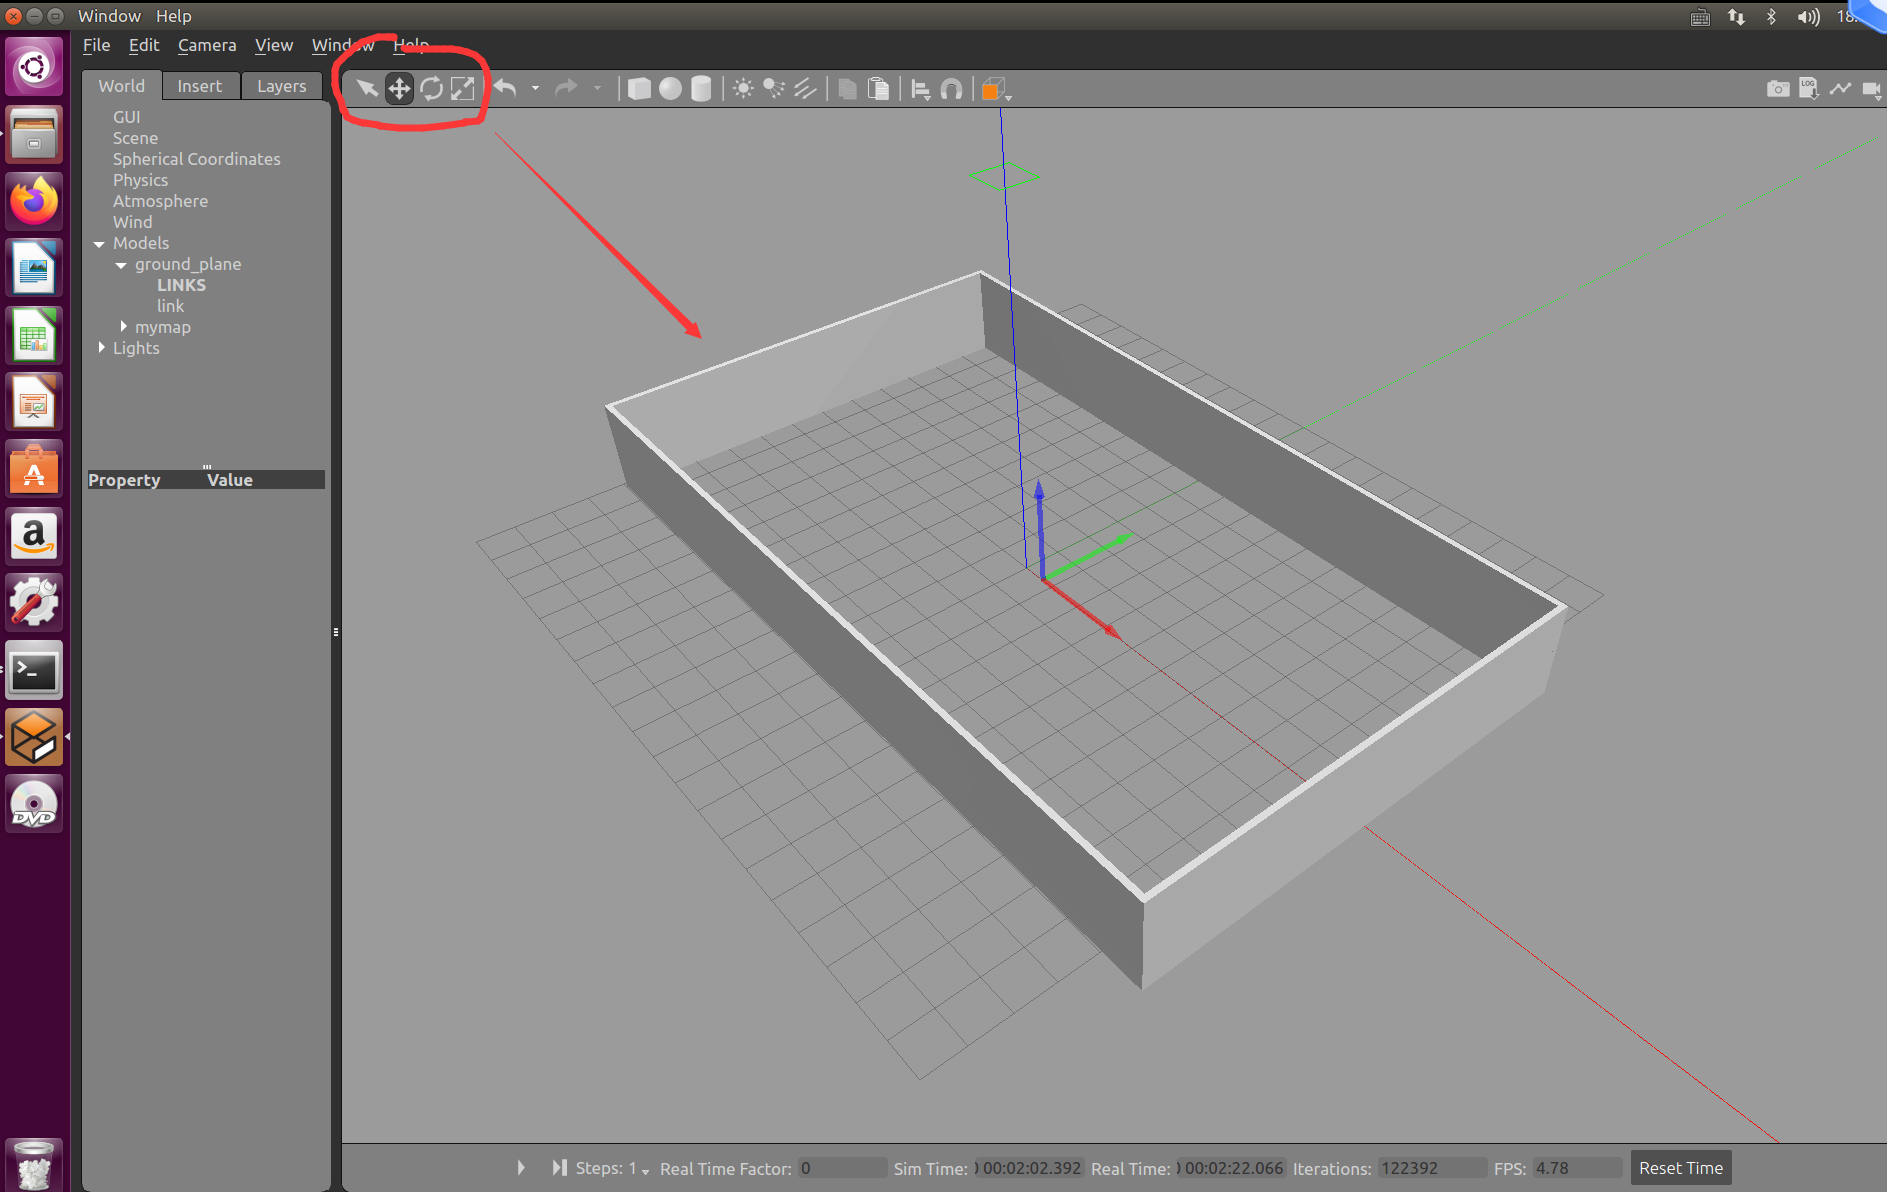 Window Help
18
File Edit Camera View Window Help
World Insert Layers
LOG
GUI
Scene
Spherical Coordinates
Physics
Atmosphere
Wind
Models
ground_plane
LINKS
link
mymap
Lights
Property Value
a
DVD
Steps: 1 Real Time Factor: 0 Sim Time: 00:02:02.392 Real Time: 00:02:22.066 Iterations: 122392 FPS: 4.78 Reset Time